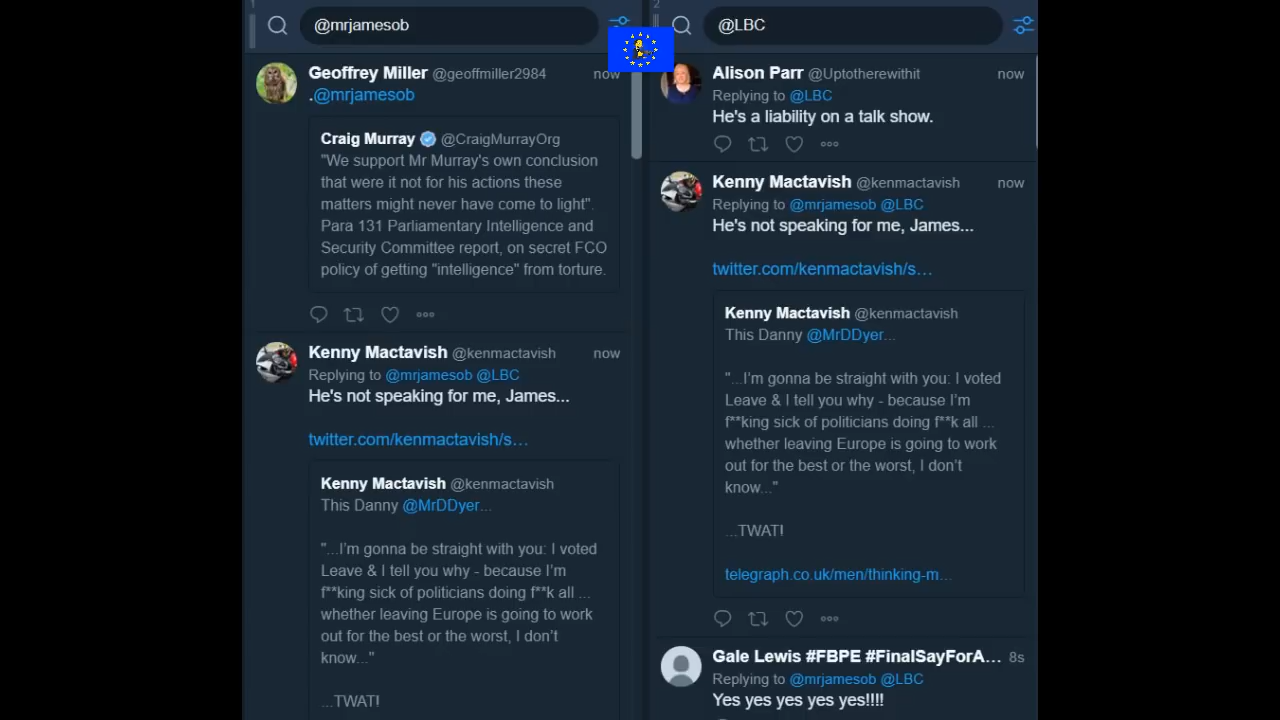 1
@mrjamesob
Geoffrey Miller @geoffmiller2984 now
.@mrjamesob
Craig Murray @CraigMurrayOrg
"We support Mr Murray's own conclusion
that were it not for his actions these
matters might never have come to light".
Para 131 Parliamentary Intelligence and
Security Committee report, on secret FCO
policy of getting "intelligence" from torture.
Kenny Mactavish @kenmactavish now
Replying to @mrjamesob @LBC
He's not speaking for me, James...
twitter.com/kenmactavish/s…
Kenny Mactavish @kenmactavish
This Danny @MrDDyer...
"...I’m gonna be straight with you: I voted
Leave & I tell you why - because I’m
f**king sick of politicians doing f**k all ...
whether leaving Europe is going to work
out for the best or the worst, I don’t
know..."
...TWAT!
2
@LBC
Alison Parr @Uptotherewithit now
Replying to @LBC
He's a liability on a talk show.
Kenny Mactavish @kenmactavish now
Replying to @mrjamesob @LBC
He's not speaking for me, James...
twitter.com/kenmactavish/s…
Kenny Mactavish @kenmactavish
This Danny @MrDDyer...
"...I’m gonna be straight with you: I voted
Leave & I tell you why - because I’m
f**king sick of politicians doing f**k all ...
whether leaving Europe is going to work
out for the best or the worst, I don’t
know..."
...TWAT!
telegraph.co.uk/men/thinking-m…
Gale Lewis #FBPE #FinalSayForA... 8s
Replying to @mrjamesob @LBC
Yes yes yes yes yes!!!!